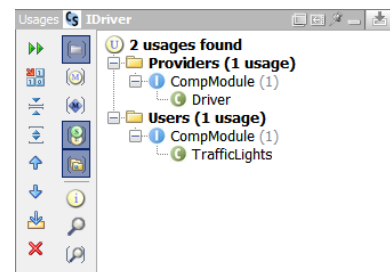 Usages IDriver
2 usages found
Providers (1 usage)
CompModule (1)
Driver
Users (1 usage)
CompModule (1)
TrafficLights